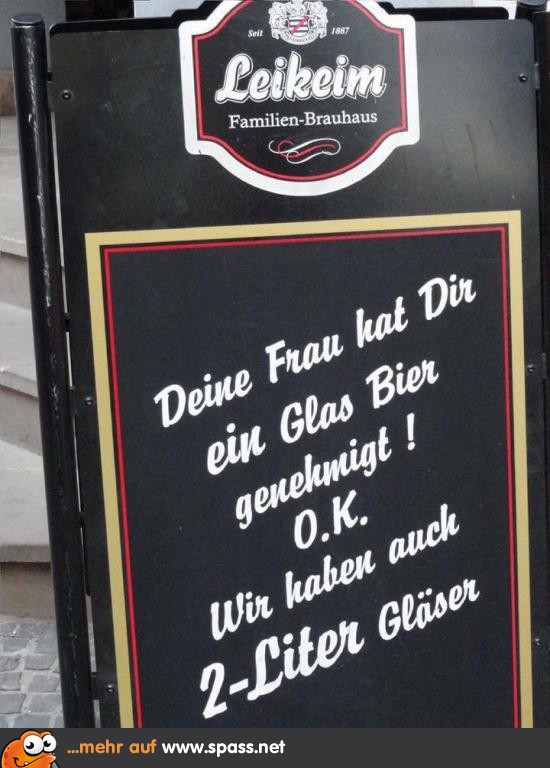 Seit 1887
Leikeim
Familien-Brauhaus
Deine Frau hat Dir
ein Glas Bier
genehmigt !
O.K.
Wir haben auch
2-Liter Gläser
...mehr auf www.spass.net